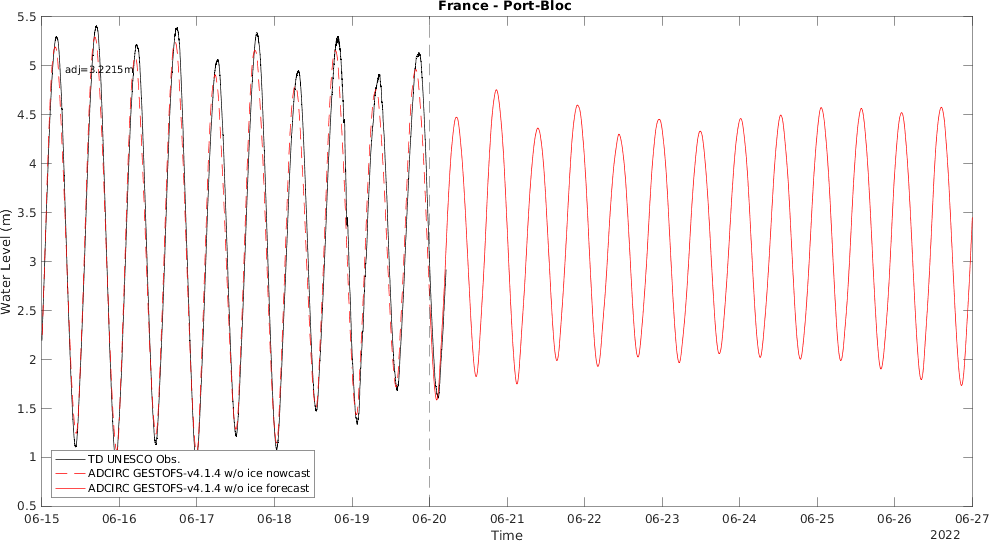 France - Port-Bloc
5.5
5
4.5
4
3.5
3
2.5
2
1.5
1
0.5
Water Level (m)
adj=3.2215m
TD UNESCO Obs.
ADCIRC GESTOFS-v4.1.4 w/o ice nowcast
ADCIRC GESTOFS-v4.1.4 w/o ice forecast
06-15 06-16 06-17 06-18 06-19 06-20 06-21 06-22 06-23 06-24 06-25 06-26 06-27
Time
2022